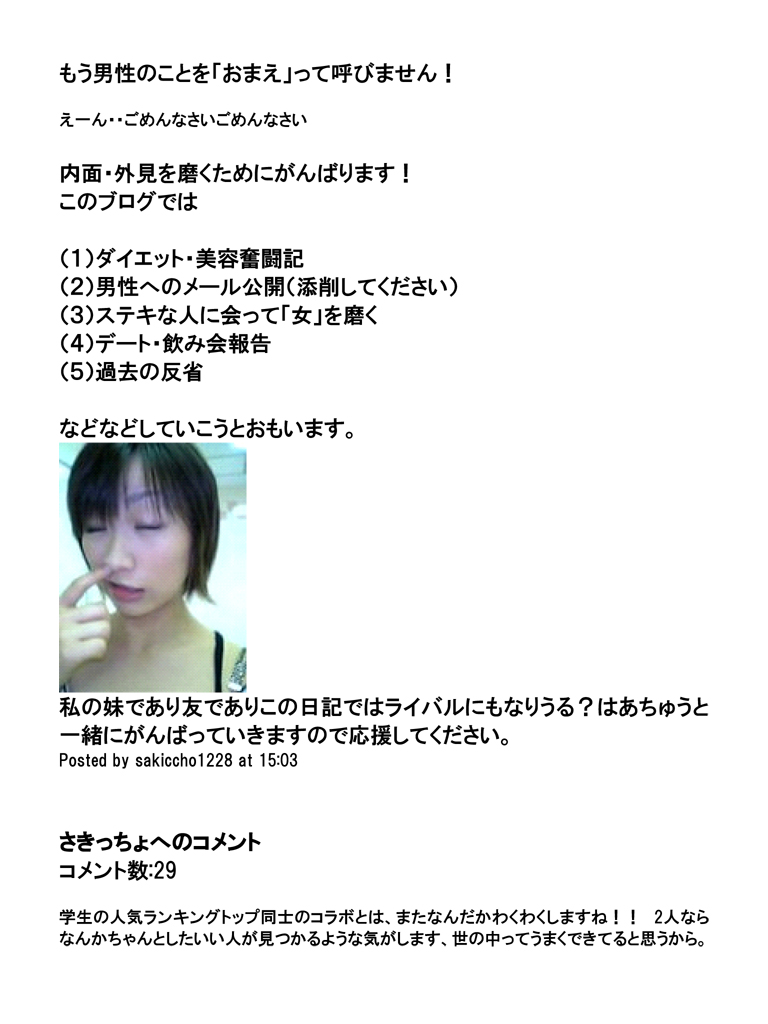 もう男性のことを「おまえ」って呼びません！
えーん・・ごめんなさいごめんなさい
内面・外見を磨くためにがんばります！
このブログでは
（１）ダイエット・美容奮闘記
（２）男性へのメール公開（添削してください）
（３）ステキな人に会って「女」を磨く
（４）デート・飲み会報告
（５）過去の反省
などなどしていこうとおもいます。
私の妹であり友でありこの日記ではライバルにもなりうる？はあちゅうと
一緒にがんばっていきますので応援してください。
Posted by sakiccho1228 at 15:03
さきっちょへのコメント
コメント数:29
学生の人気ランキングトップ同士のコラボとは、またなんだかわくわくしますね！！　2人なら
なんかちゃんとしたいい人が見つかるような気がします、世の中ってうまくできてると思うから。